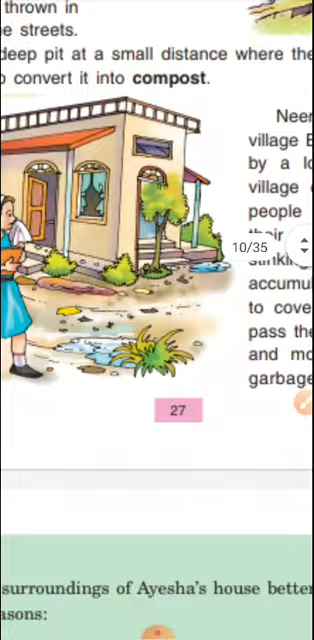 thrown in
e streets.
deep pit at a small distance where the
o convert it into compost.
Neer
village
by a
village
people
10/35
accumu
to cove
pass the
and mo
garbage
27
surroundings of Ayesha's house better
asons: